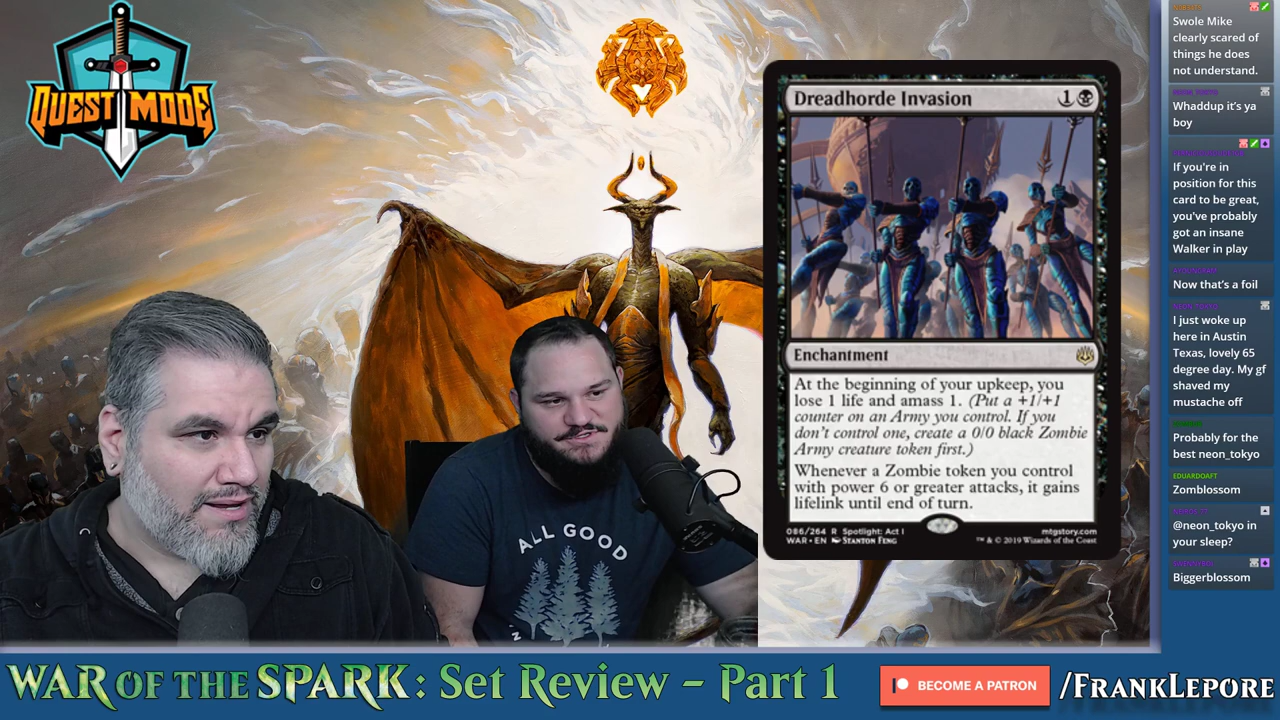 QUEST MODE
Dreadhorde Invasion 1
Enchantment
At the beginning of your upkeep, you
lose 1 life and amass 1. (Put a +1/+1
counter on an Army you control. If you
don't control one, create a 0/0 black Zombie
Army creature token first.)
Whenever a Zombie token you control
with power 6 or greater attacks, it gains
lifelink until end of turn.
086/264 R Spotlight: Act I
WAR • EN Stanton Feng
mtgstory.com
™ & © 2019 Wizards of the Coast
ALL GOOD
Swole Mike
clearly scared of
things he does
not understand.
Whaddup it's ya
boy
If you're in
position for this
card to be great,
you've probably
got an insane
Walker in play
Now that's a foil
I just woke up
here in Austin
Texas, lovely 65
degree day. My gf
shaved my
mustache off
Probably for the
best neon_tokyo
EDUARDOAFT
Zomblossom
@neon_tokyo in
your sleep?
Biggerblossom
WAR OF THE SPARK: Set Review - Part 1
BECOME A PATRON
/FrankLepore